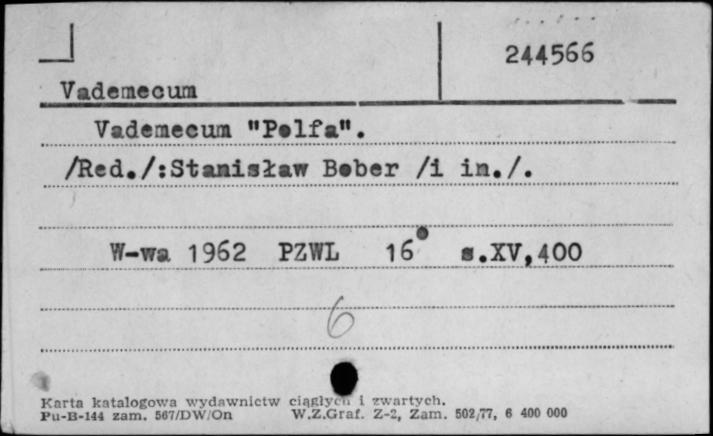 244566
Vademecum
Vademecum "Polfa".
/Red./:Stanisław Bober /i in./.
W-wa 1962 PZWL 16° s.XV,400
6
Karta katalogowa wydawnictw ciągłych i zwartych.
Pu-B-144 zam. 567/DW/On W.Z.Graf. Z-2, Zam. 502/77, 6 400 000